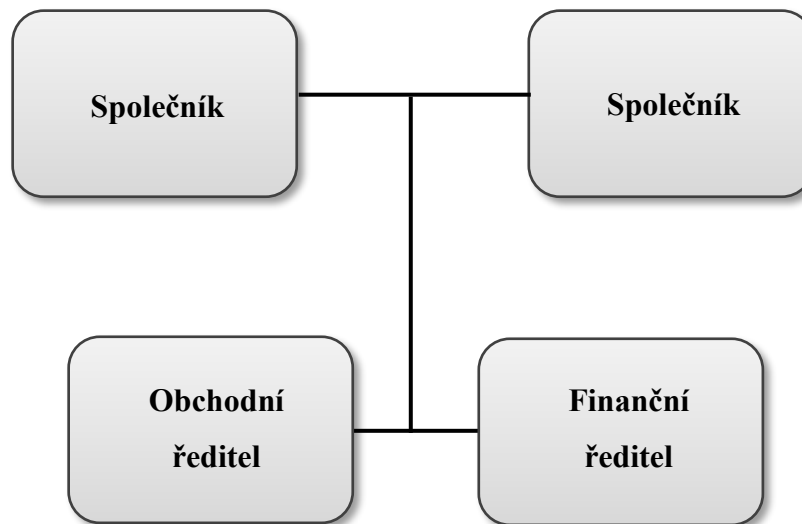 Společník
Společník
Obchodní
ředitel
Finanční
ředitel